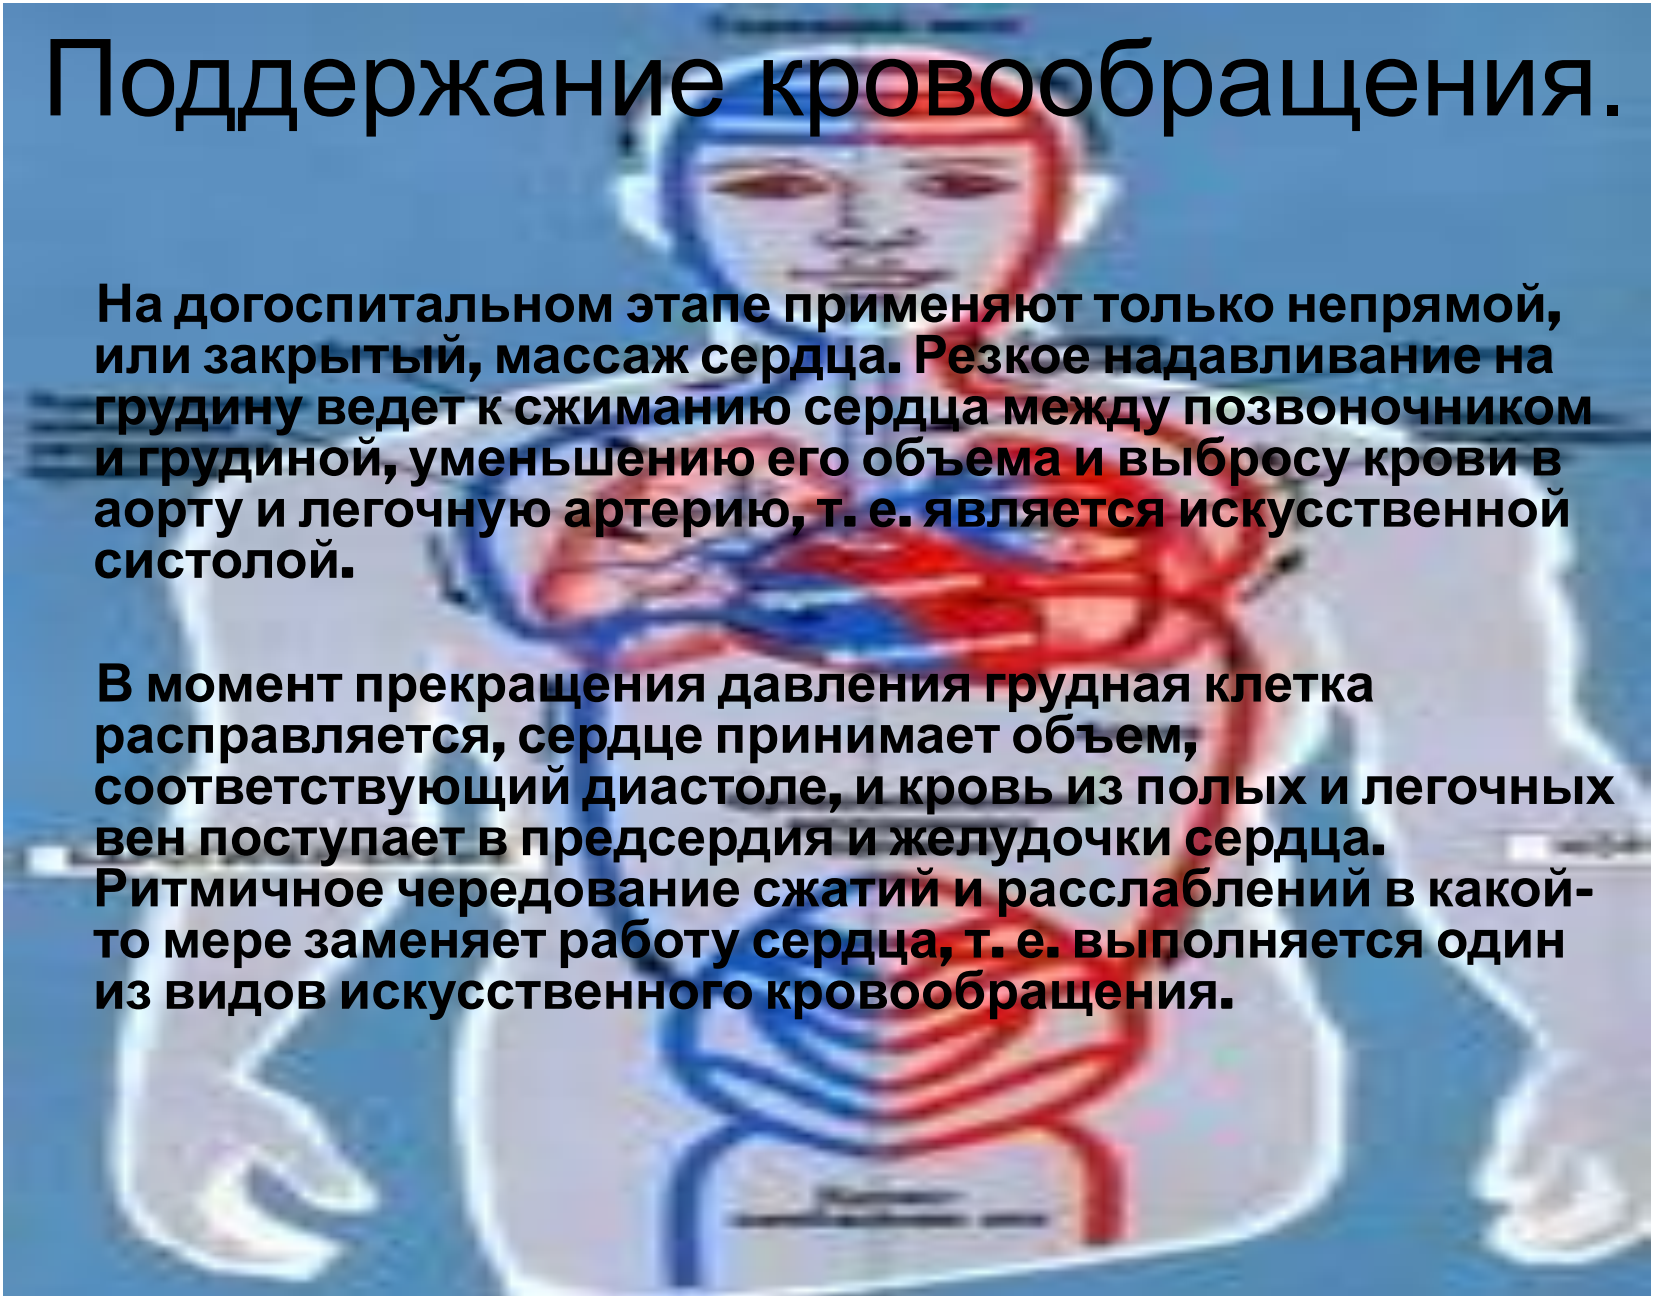 Поддержание кровообращения.
На догоспитальном этапе применяют только непрямой,
или закрытый, массаж сердца. Резкое надавливание на
грудину ведет к сжиманию сердца между позвоночником
и грудиной, уменьшению его объема и выбросу крови в
аорту и легочную артерию, т. е. является искусственной
систолой.
В момент прекращения давления грудная клетка
расправляется, сердце принимает объем,
соответствующий диастоле, и кровь из полых и легочных
вен поступает в предсердия и желудочки сердца.
Ритмичное чередование сжатий и расслаблений в какой-
то мере заменяет работу сердца, т. е. выполняется один
из видов искусственного кровообращения.